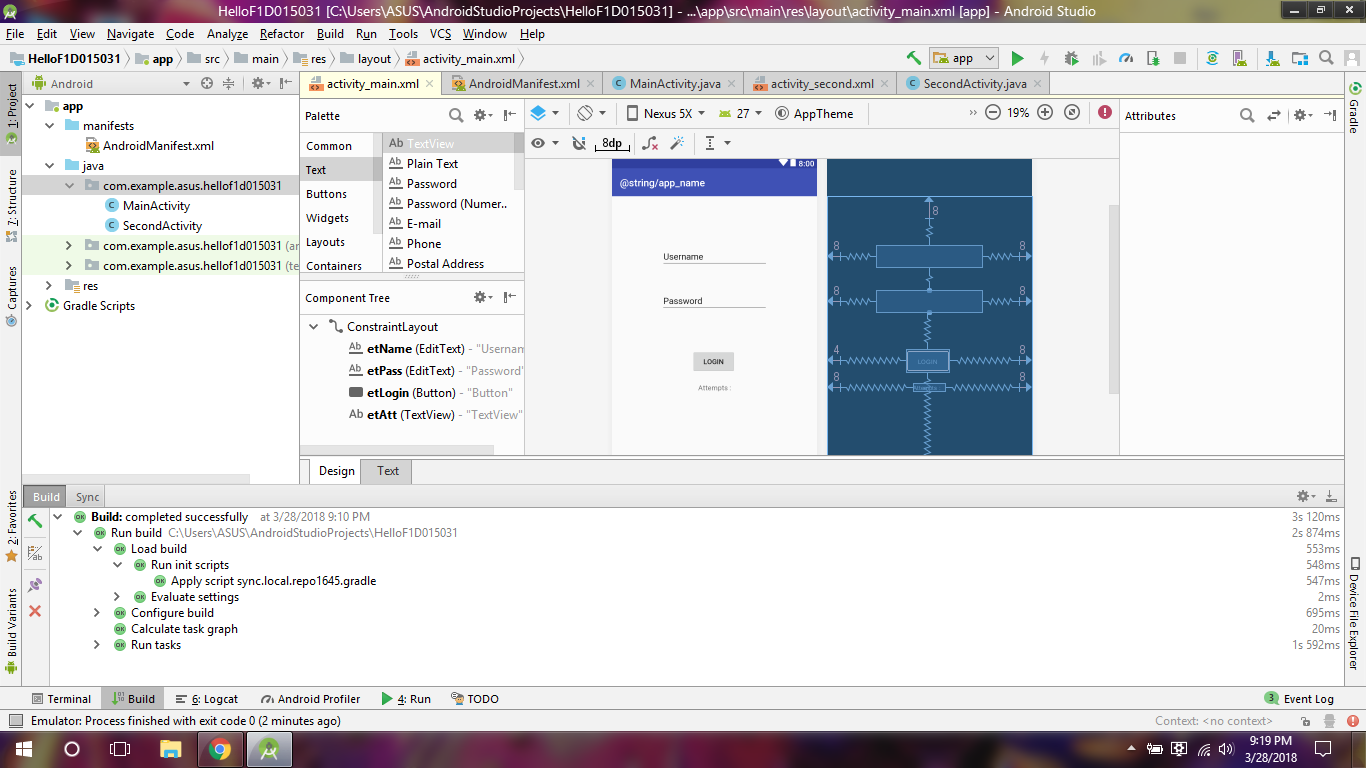 HelloF1D015031 [C:\Users\ASUS\AndroidStudioProjects\HelloF1D015031] - ...\app\src\main\res\layout\activity_main.xml [app] - Android Studio
File Edit View Navigate Code Analyze Refactor Build Run Tools VCS Window Help
HelloF1D015031 app src main res layout activity_main.xml
app
1: Project
7: Structure
Captures
2: Favorites
Build Variants
Android
app
manifests
AndroidManifest.xml
java
com.example.asus.hellof1d015031
MainActivity
SecondActivity
com.example.asus.hellof1d015031 (ar
com.example.asus.hellof1d015031 (te
res
Gradle Scripts
activity_main.xml AndroidManifest.xml MainActivity.java activity_second.xml SecondActivity.java
Palette
Common
Text
Buttons
Widgets
Layouts
Containers
Ab TextView
Ab Plain Text
Ab Password
Ab Password (Numer..
Ab E-mail
Ab Phone
Ab Postal Address
Component Tree
ConstraintLayout
Ab etName (EditText) - "Usernam
Ab etPass (EditText) - "Password"
etLogin (Button) - "Button"
Ab etAtt (TextView) - "TextView"
Nexus 5X 27 AppTheme » 19%
8dp
8:00
@string/app_name
Username
Password
LOGIN
Attempts :
8
8 8
8 8
4 8
LOGIN
8 8
Attempts :
Attributes
Gradle
Device File Explorer
Design Text
Build Sync
Build: completed successfully at 3/28/2018 9:10 PM 3s 120ms
Run build C:\Users\ASUS\AndroidStudioProjects\HelloF1D015031 2s 874ms
Load build 553ms
Run init scripts 548ms
Apply script sync.local.repo1645.gradle 547ms
Evaluate settings 2ms
Configure build 695ms
Calculate task graph 20ms
Run tasks 1s 592ms
Terminal Build 6: Logcat Android Profiler 4: Run TODO 3 Event Log
Emulator: Process finished with exit code 0 (2 minutes ago) Context: <no context>
9:19 PM
3/28/2018